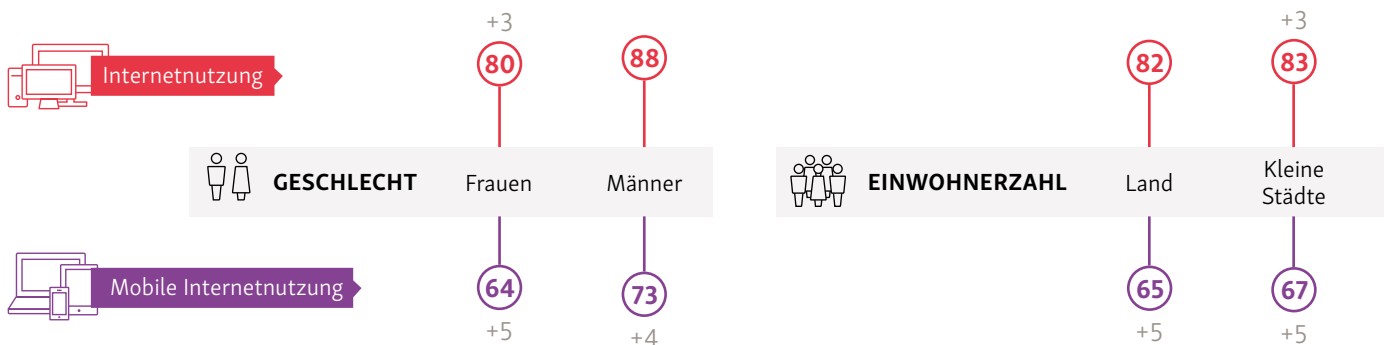 +3
+3
80
88
82
83
Internetnutzung
GESCHLECHT
Frauen
Männer
EINWOHNERZAHL
Land
Kleine
Städte
Mobile Internetnutzung
64
73
65
67
+5
+4
+5
+5